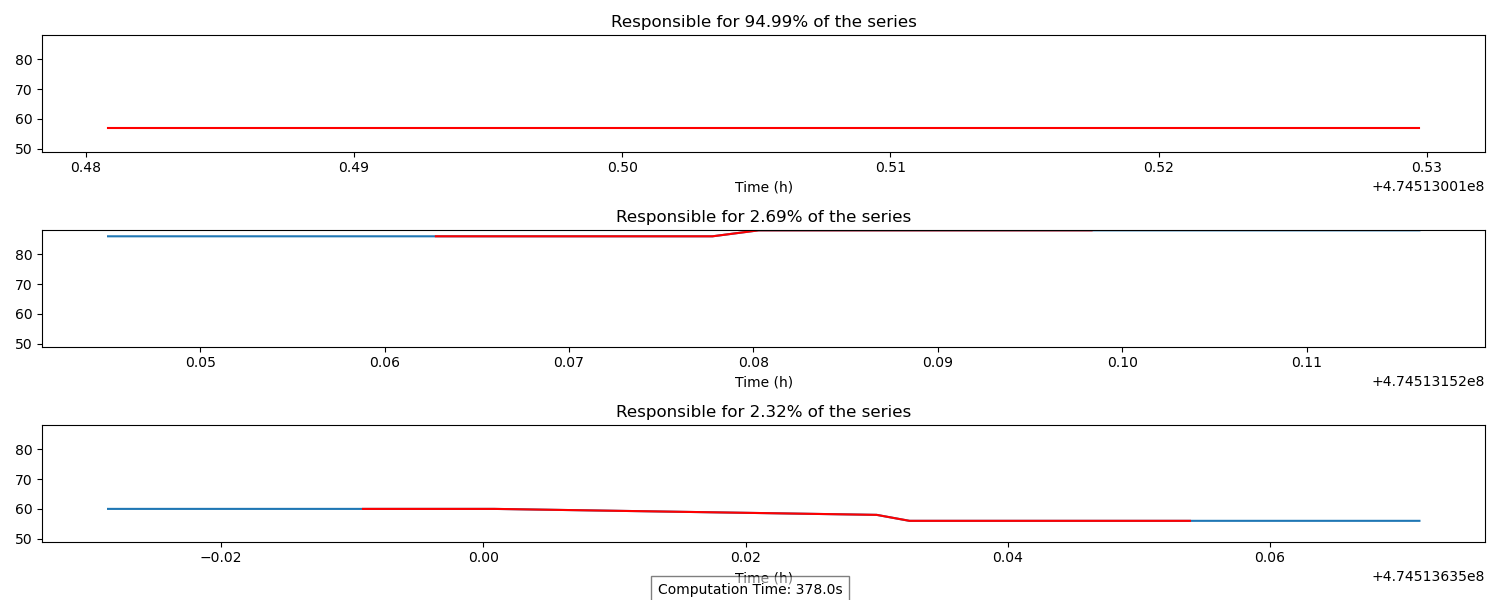 Responsible for 94.99% of the series
80
70
60
50
0.48 0.49 0.50 0.51 0.52 0.53
Time (h)
+4.74513001e8
Responsible for 2.69% of the series
80
70
60
50
0.05 0.06 0.07 0.08 0.09 0.10 0.11
Time (h)
+4.74513152e8
Responsible for 2.32% of the series
80
70
60
50
−0.02 0.00 0.02 0.04 0.06
Time (h)
+4.74513635e8
Computation Time: 378.0s